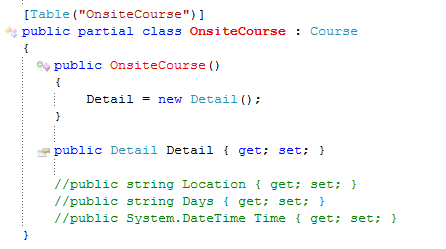 [Table("OnsiteCourse")]
public partial class OnsiteCourse : Course
{
public OnsiteCourse()
{
Detail = new Detail();
}
public Detail Detail { get; set; }
//public string Location { get; set; }
//public string Days { get; set; }
//public System.DateTime Time { get; set; }
}